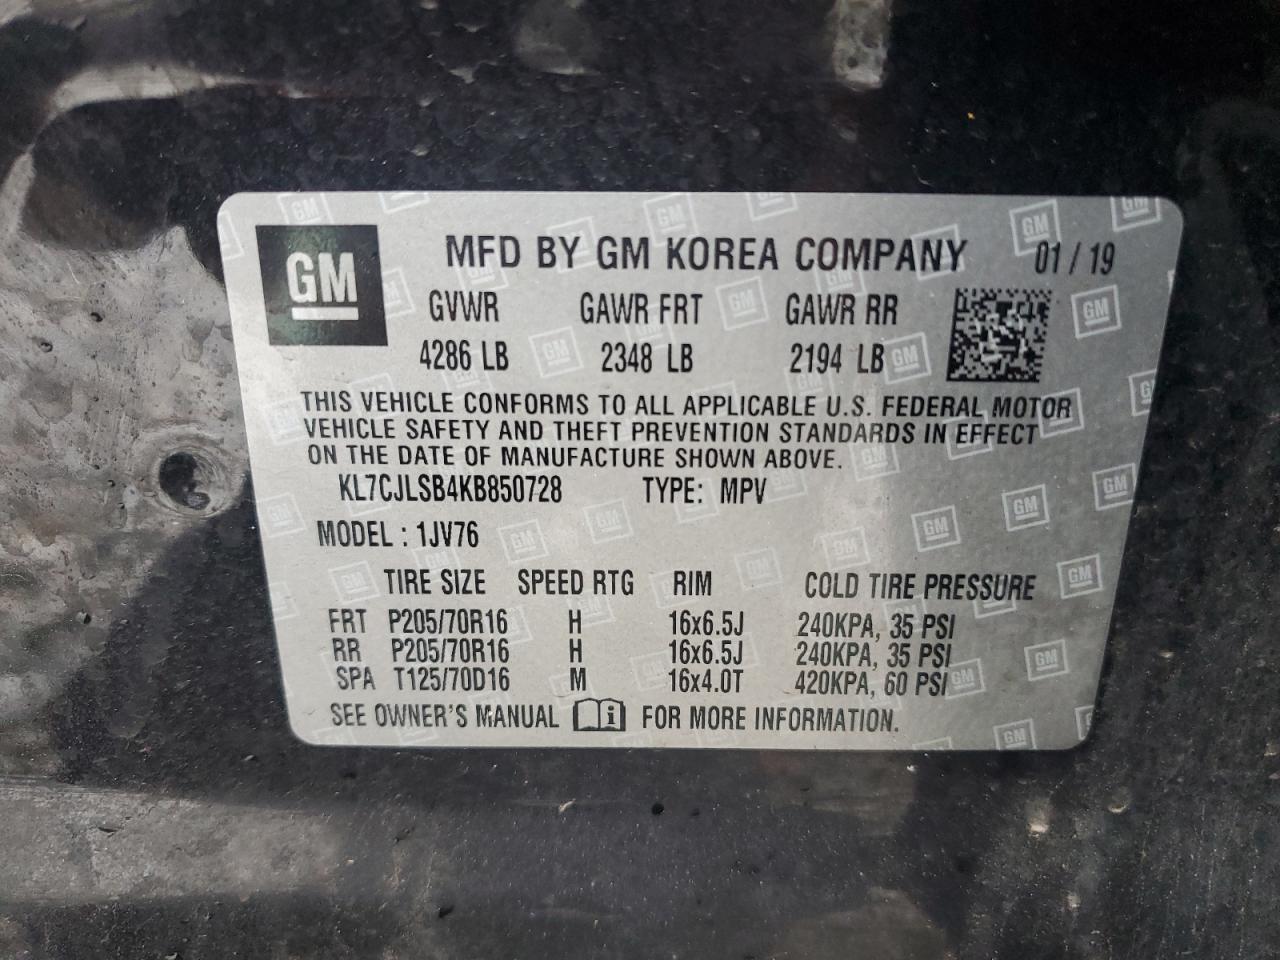 GM
MFD BY GM KOREA COMPANY 01 / 19
GVWR GAWR FRT GAWR RR
4286 LB 2348 LB 2194 LB
THIS VEHICLE CONFORMS TO ALL APPLICABLE U.S. FEDERAL MOTOR
VEHICLE SAFETY AND THEFT PREVENTION STANDARDS IN EFFECT
ON THE DATE OF MANUFACTURE SHOWN ABOVE.
KL7CJLSB4KB850728 TYPE: MPV
MODEL : 1JV76
TIRE SIZE SPEED RTG RIM COLD TIRE PRESSURE
FRT P205/70R16 H 16x6.5J 240KPA, 35 PSI
RR P205/70R16 H 16x6.5J 240KPA, 35 PSI
SPA T125/70D16 M 16x4.0T 420KPA, 60 PSI
SEE OWNER'S MANUAL i FOR MORE INFORMATION.